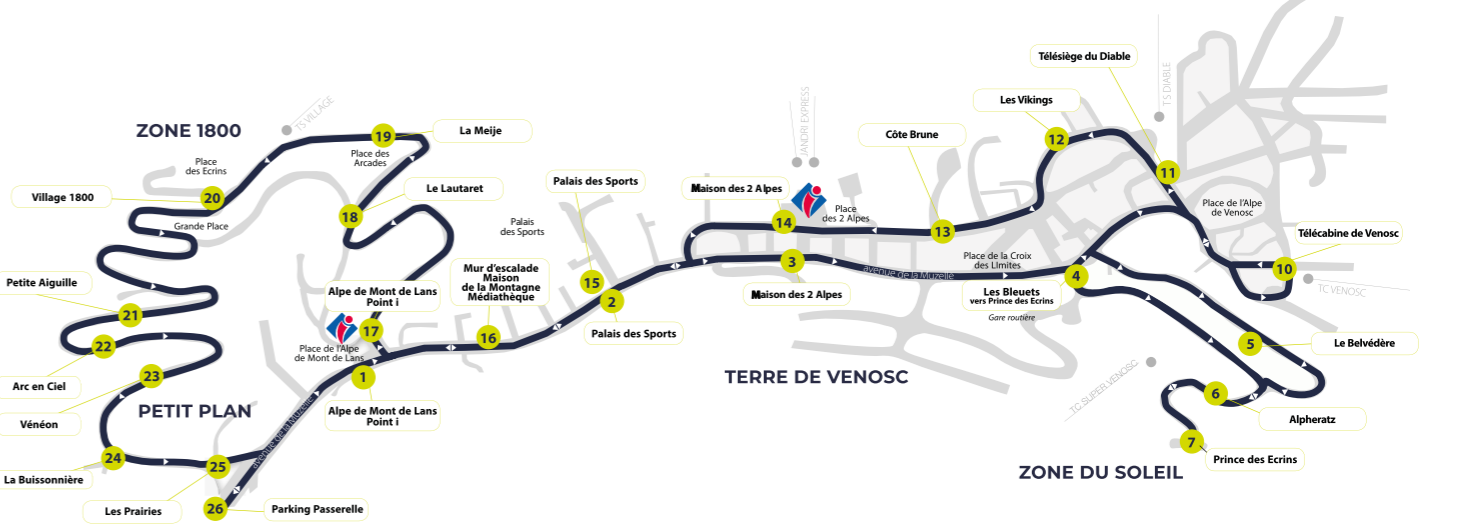 ZONE 1800
TS VILLAGE
19
La Meije
Place des
Arcades
Place
des Ecrins
Village 1800
20
Grande Place
18
Le Lautaret
Petite Aiguille
21
22
Arc en Ciel
23
Vénéon
PETIT PLAN
24
La Buissonnière
25
Les Prairies
26
Parking Passerelle
avenue de la Muzelle
Alpe de Mont de Lans
Point i
17
Place de l'Alpe
de Mont de Lans
1
Alpe de Mont de Lans
Point i
Mur d'escalade
Maison
de la Montagne
Médiathèque
16
Palais
des Sports
Palais des Sports
15
2
Palais des Sports
JANDRI EXPRESS
Maison des 2 Alpes
14
Place
des 2 Alpes
3
Maison des 2 Alpes
avenue de la Muzelle
Côte Brune
13
Les Vikings
12
Télésiège du Diable
TS DIABLE
11
Place de l'Alpe
de Venosc
Télécabine de Venosc
10
TC VENOSC
Place de la Croix
des LImites
4
Les Bleuets
vers Prince des Ecrins
Gare routière
5
Le Belvédère
TERRE DE VENOSC
TC SUPER VENOSC
6
Alpheratz
7
Prince des Ecrins
ZONE DU SOLEIL